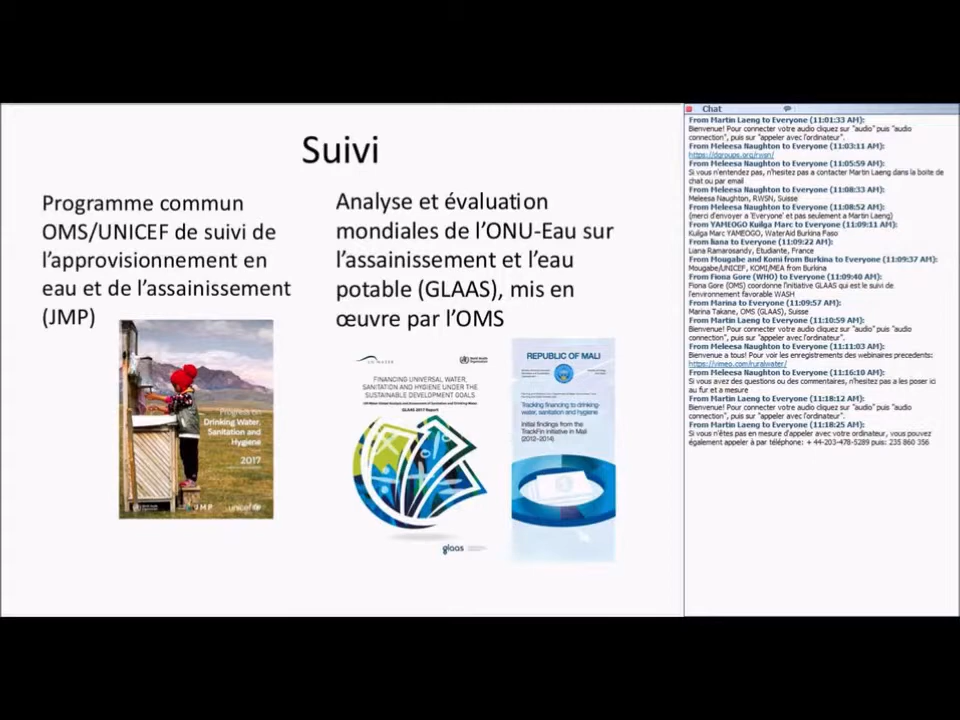 Suivi
Programme commun
OMS/UNICEF de suivi de
l'approvisionnement en
eau et de l'assainissement
(JMP)
Analyse et évaluation
mondiales de l'ONU-Eau sur
l'assainissement et l'eau
potable (GLAAS), mis en
œuvre par l'OMS
Progress on
Drinking Water,
Sanitation and
Hygiene
2017
JMP
unicef
UN WATER
World Health
Organization
FINANCING UNIVERSAL WATER,
SANITATION AND HYGIENE UNDER THE
SUSTAINABLE DEVELOPMENT GOALS
UN-Water Global Analysis and Assessment of Sanitation and Drinking-Water
GLAAS 2017 Report
glaas
REPUBLIC OF MALI
Tracking financing to drinking-
water, sanitation and hygiene
Initial findings from the
TrackFin Initiative in Mali
(2012–2014)
Chat
From Martin Laeng to Everyone (11:01:33 AM):
Bienvenue! Pour connecter votre audio cliquez sur "audio" puis "audio
connection", puis sur "appeler avec l'ordinateur".
From Meleesa Naughton to Everyone (11:03:11 AM):
https://dgroups.org/rwsn/
From Meleesa Naughton to Everyone (11:05:59 AM):
Si vous n'entendez pas, n'hesitez pas a contacter Martin Laeng dans la boite de
chat ou par email
From Meleesa Naughton to Everyone (11:08:33 AM):
Meleesa Naughton, RWSN, Suisse
From Meleesa Naughton to Everyone (11:08:52 AM):
(merci d'envoyer a 'Everyone' et pas seulement a Martin Laeng)
From YAMEOGO Kuilga Marc to Everyone (11:09:11 AM):
Kuilga Marc YAMEOGO, WaterAid Burkina Faso
From liana to Everyone (11:09:22 AM):
Liana Ramarosandy, Etudiante, France
From Mougabe and Komi from Burkina to Everyone (11:09:37 AM):
Mougabe/UNICEF, KOMI/MEA from Burkina
From Fiona Gore (WHO) to Everyone (11:09:40 AM):
Fiona Gore (OMS) coordonne l'initiative GLAAS qui est le suivi de
l'environment favorable WASH
From Marina to Everyone (11:09:57 AM):
Marina Takane, OMS (GLAAS), Suisse
From Martin Laeng to Everyone (11:10:59 AM):
Bienvenue! Pour connecter votre audio cliquez sur "audio" puis "audio
connection", puis sur "appeler avec l'ordinateur".
From Meleesa Naughton to Everyone (11:11:03 AM):
Bienvenue a tous! Pour voir les enregistrements des webinaires precedents:
https://vimeo.com/ruralwater/
From Meleesa Naughton to Everyone (11:16:10 AM):
Si vous avez des questions ou des commentaires, n'hesitez pas a les poser ici
au fur et a mesure
From Martin Laeng to Everyone (11:18:12 AM):
Bienvenue! Pour connecter votre audio cliquez sur "audio" puis "audio
connection", puis sur "appeler avec l'ordinateur".
From Martin Laeng to Everyone (11:18:25 AM):
Si vous n'êtes pas en mesure d'appeler avec votre ordinateur, vous pouvez
également appeler à par téléphone: + 44-203-478-5289 puis: 235 860 356